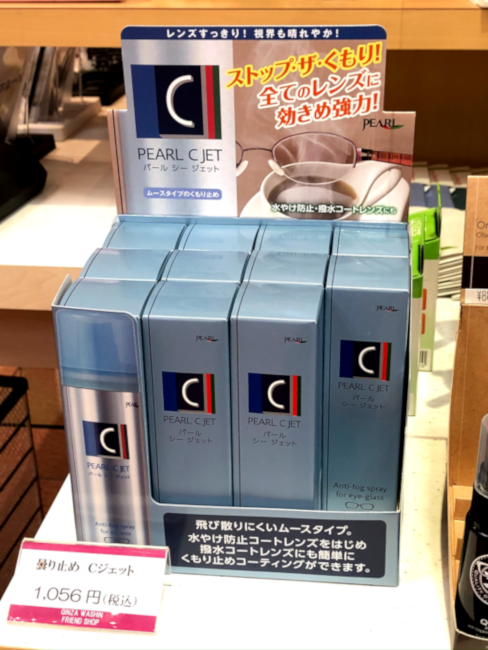 レンズすっきり! 視界も晴れやか!
ストップ・ザ・くもり!
全てのレンズに
効きめ強力!
C
PEARL
PEARL C JET
パール シー ジェット
ムースタイプのくもり止め
水やけ防止・撥水コートレンズにも
PEARL
PEARL
PEARL
C
PEARL C JET
パール
シー ジェット
C
PEARL C JET
パール
シー ジェット
C
PEARL C JET
パール
シー ジェット
C
PEARL C JET
Anti-fog spray
for eye glass
Anti-fog spray
飛び散りにくいムースタイプ。
水やけ防止コートレンズをはじめ
撥水コートレンズにも簡単に
くもり止めコーティングができます。
曇り止め Cジェット
1,056円(税込)
GINZA WASHIN
FRIEND SHOP